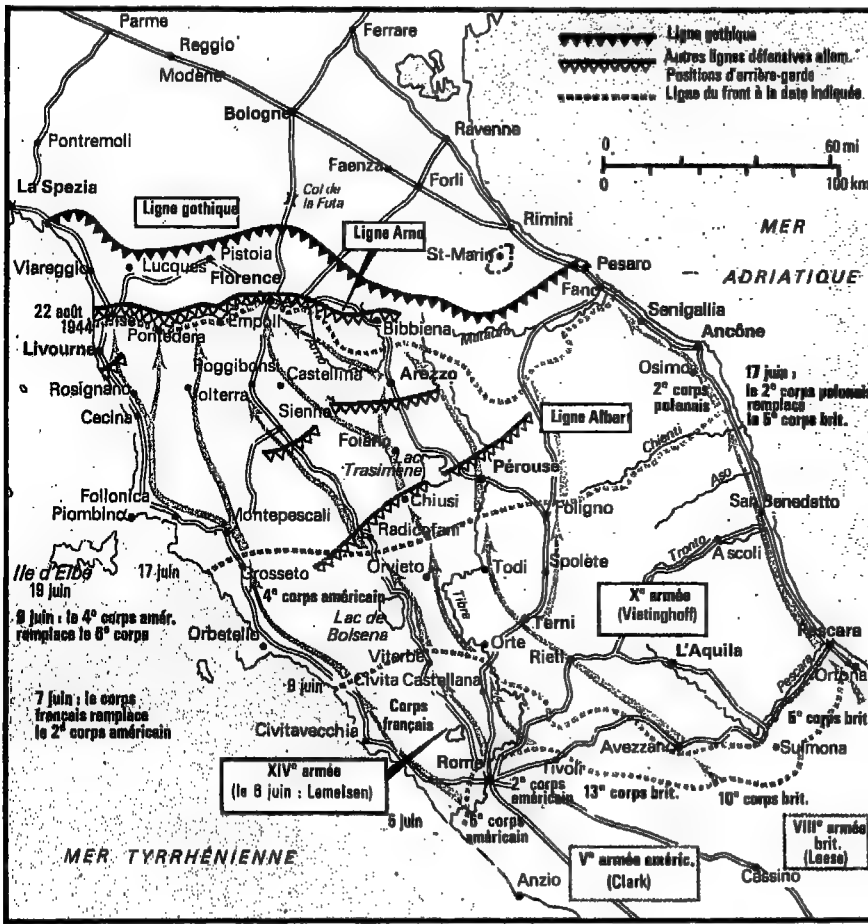 Parme
Ferrare
Reggio
Modène
Bologne
Pontremoli
Ravenne
Faenza
Forli
Col de
la Futa
La Spezia
Ligne gothique
Autres lignes défensives allem.
Positions d'arrière-garde
Ligne du front à la date indiquée
0 60 mi
0 100 km
Ligne gothique
Ligne Arno
Rimini
MER
ADRIATIQUE
St-Marin
Pistoia
Lucques
Viareggio
Florence
Pesaro
Fano
Senigallia
22 août
1944
Empoli
Pontedera
Bibbiena
Metauro
Ancône
Livourne
Arno
Osimo
Poggibonsi
Castellina
Arezzo
2e corps
polonais
17 juin :
le 2e corps polonais
remplace
le 5e corps brit.
Rosignano
Volterra
Cecina
Sienne
Ligne Albert
Foiano
Lac
Trasimène
Chienti
Pérouse
Aso
Follonica
Chiusi
San Benedetto
Piombino
Montepescali
Radicofani
Foligno
Ile d'Elbe
19 juin
17 juin
Grosseto
Orvieto
Todi
Spolète
Tronto
Ascoli
4e corps américain
9 juin : le 4e corps amér.
remplace le 6e corps
Lac de
Bolsena
Tibre
Xe armée
(Vietinghoff)
Orbetello
Terni
Orte
Rieti
L'Aquila
Pescara
Viterbe
Civita Castellana
Pescara
Ortona
7 juin : le corps
français remplace
le 2e corps américain
9 juin
Corps
français
5e corps brit.
Civitavecchia
Avezzano
Sulmona
XIVe armée
(le 6 juin : Lemelsen)
Rome
Tivoli
2e corps
américain
13e corps brit.
10e corps brit.
5 juin
6e corps
américain
MER TYRRHÉNIENNE
Ve armée améric.
(Clark)
VIIIe armée
brit.
(Leese)
Anzio
Cassino